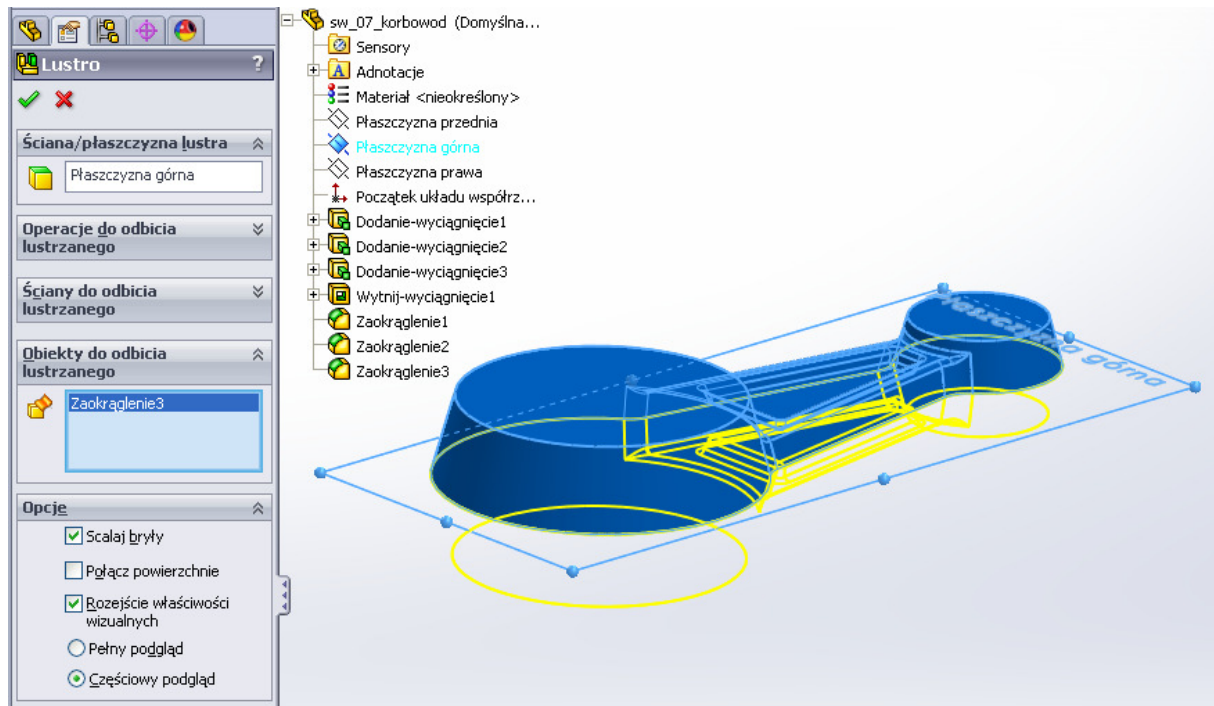 Lustro ?
Ściana/płaszczyzna lustra
Płaszczyzna górna
Operacje do odbicia
lustrzanego
Ściany do odbicia
lustrzanego
Obiekty do odbicia
lustrzanego
Zaokrąglenie3
Opcje
Scalaj bryły
Połącz powierzchnie
Rozejście właściwości
wizualnych
Pełny podgląd
Częściowy podgląd
sw_07_korbowod (Domyślna...
Sensory
A Adnotacje
Materiał <nieokreślony>
Płaszczyzna przednia
Płaszczyzna górna
Płaszczyzna prawa
Początek układu współrz...
Dodanie-wyciągnięcie1
Dodanie-wyciągnięcie2
Dodanie-wyciągnięcie3
Wytnij-wyciągnięcie1
Zaokrąglenie1
Zaokrąglenie2
Zaokrąglenie3
Płaszczyzna górna